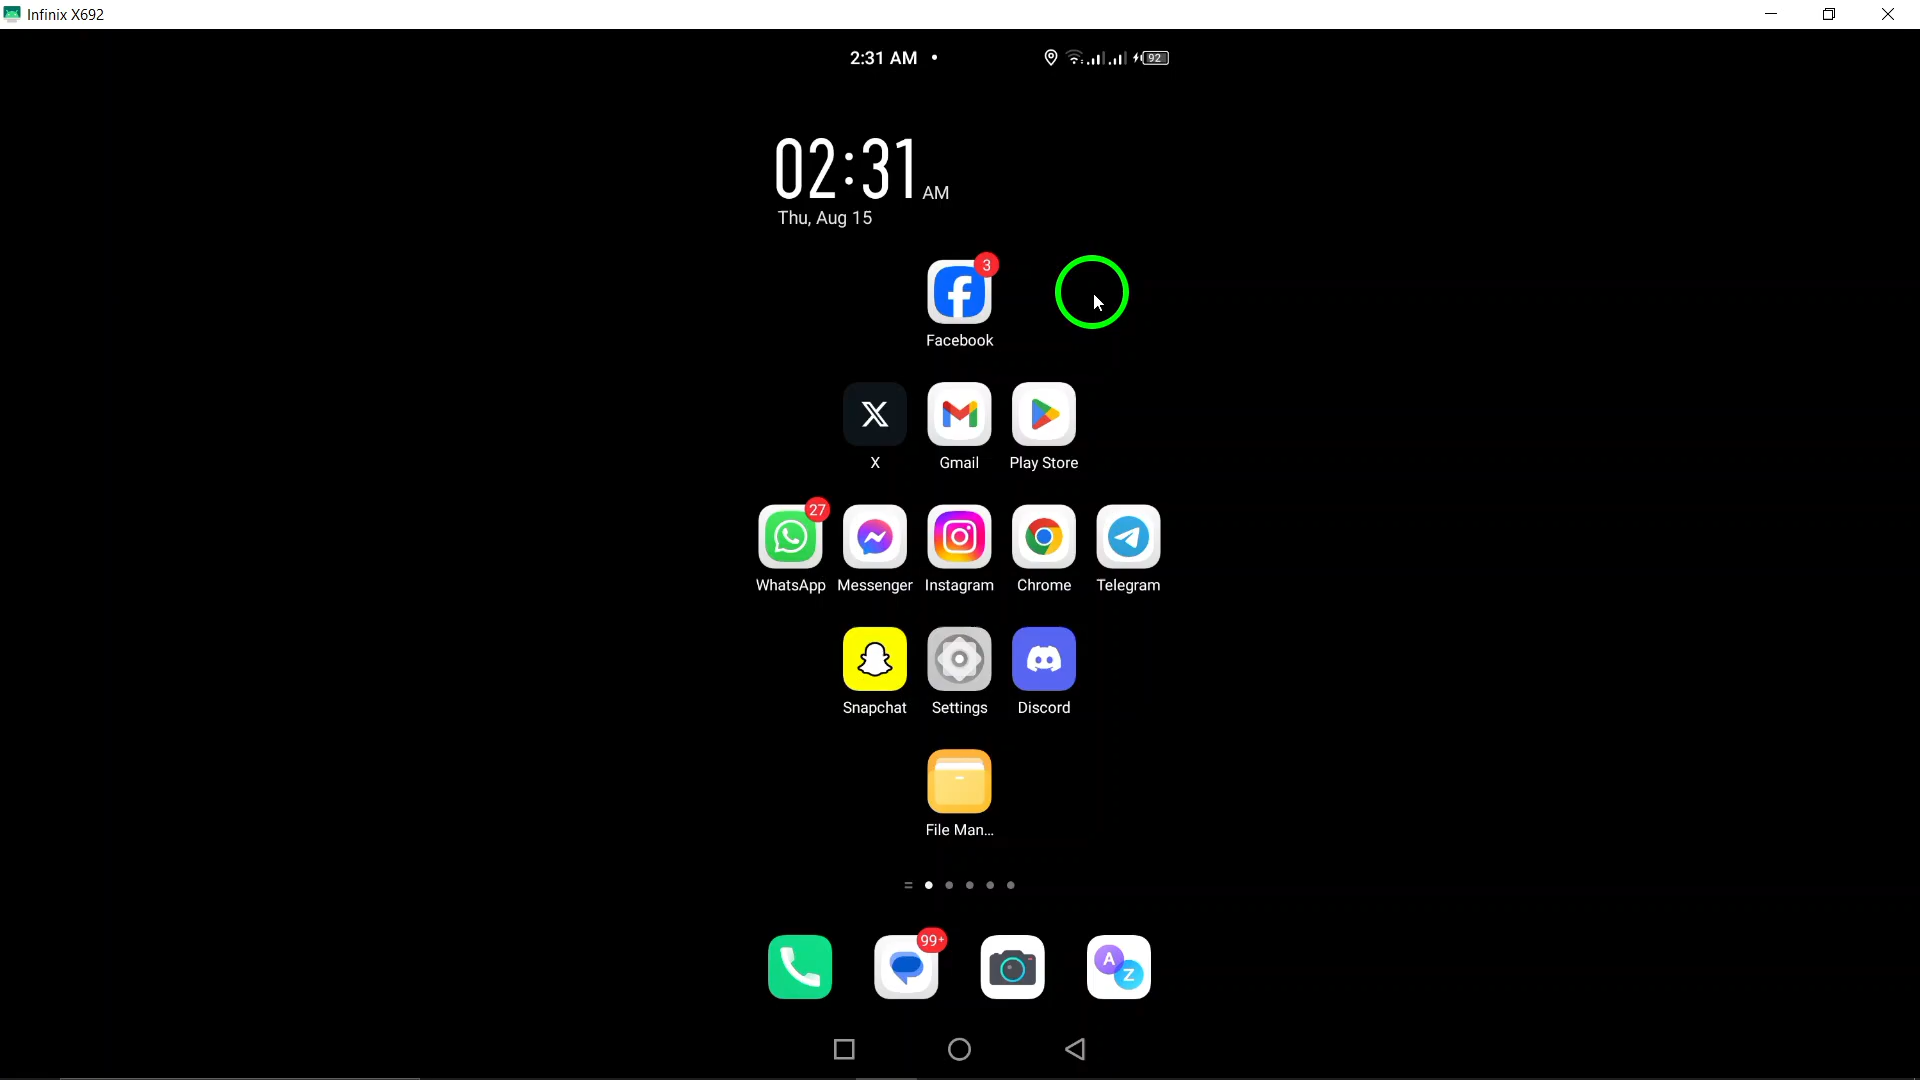 Infinix X692
2:31 AM
92
02:31 AM
Thu, Aug 15
3
Facebook
X Gmail Play Store
27
WhatsApp Messenger Instagram Chrome Telegram
Snapchat Settings Discord
File Man...
99+
A
Z